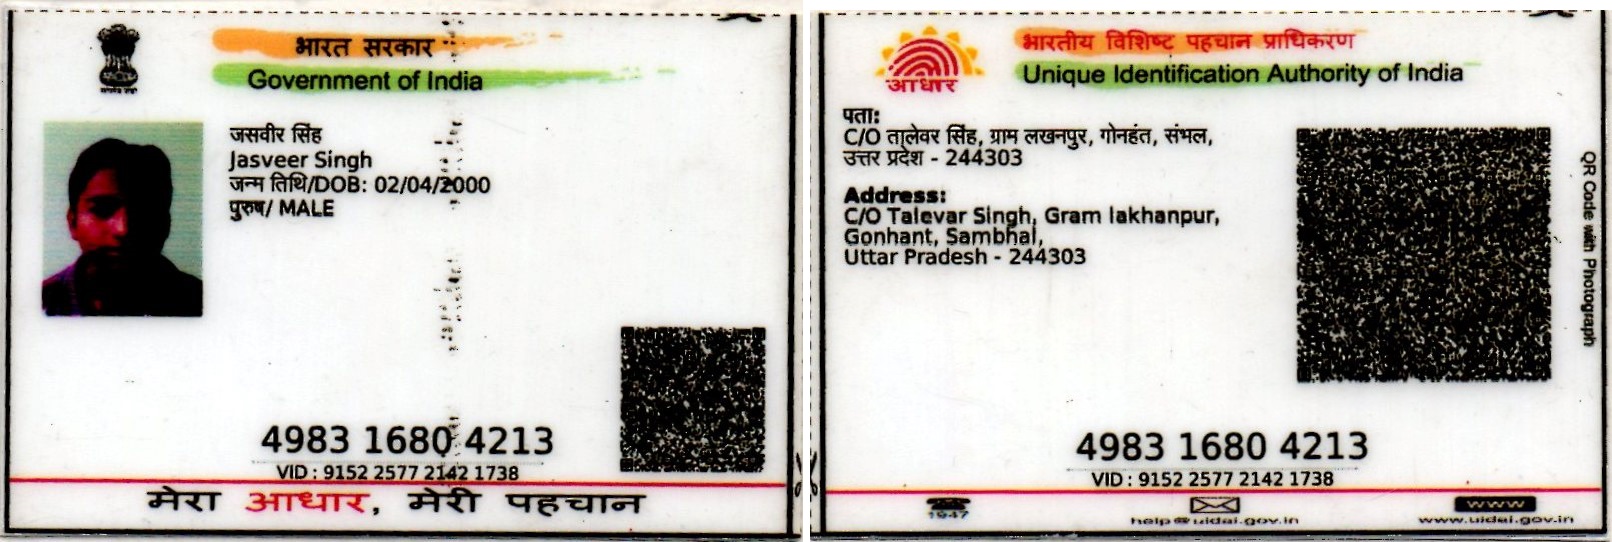 भारत सरकार
Government of India
जसवीर सिंह
Jasveer Singh
जन्म तिथि/DOB: 02/04/2000
पुरुष/ MALE
4983 1680 4213
VID : 9152 2577 2142 1738
मेरा आधार, मेरी पहचान
आधार
भारतीय विशिष्ट पहचान प्राधिकरण
Unique Identification Authority of India
पता:
C/O तालेवर सिंह, ग्राम लखनपुर, गोनहंत, संभल,
उत्तर प्रदेश - 244303
Address:
C/O Talevar Singh, Gram lakhanpur,
Gonhant, Sambhal,
Uttar Pradesh - 244303
QR Code with Photograph
4983 1680 4213
VID : 9152 2577 2142 1738
1947
help@uidai.gov.in
www
www.uidai.gov.in